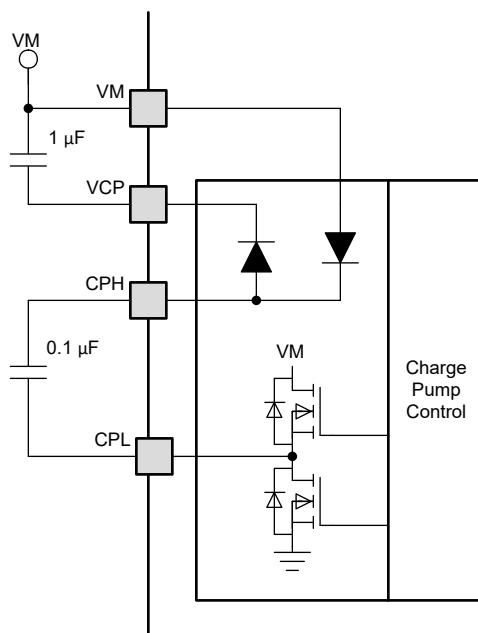 VM
VM
1 µF
VCP
CPH
0.1 µF
VM
Charge
Pump
Control
CPL